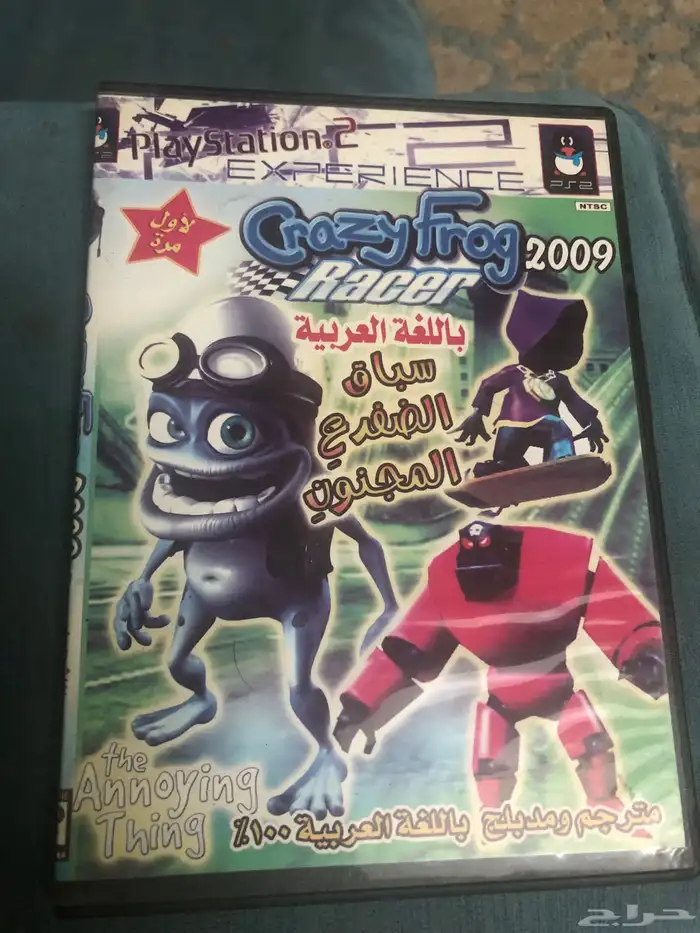 PlayStation.2
EXPERIENCE
PS2
NTSC
لأول
مرة
Crazy Frog
Racer
2009
باللغة العربية
سباق
الضفدع
المجنون
the
Annoying
Thing
مترجم ومدبلج باللغة العربية ١٠٠٪
حراج